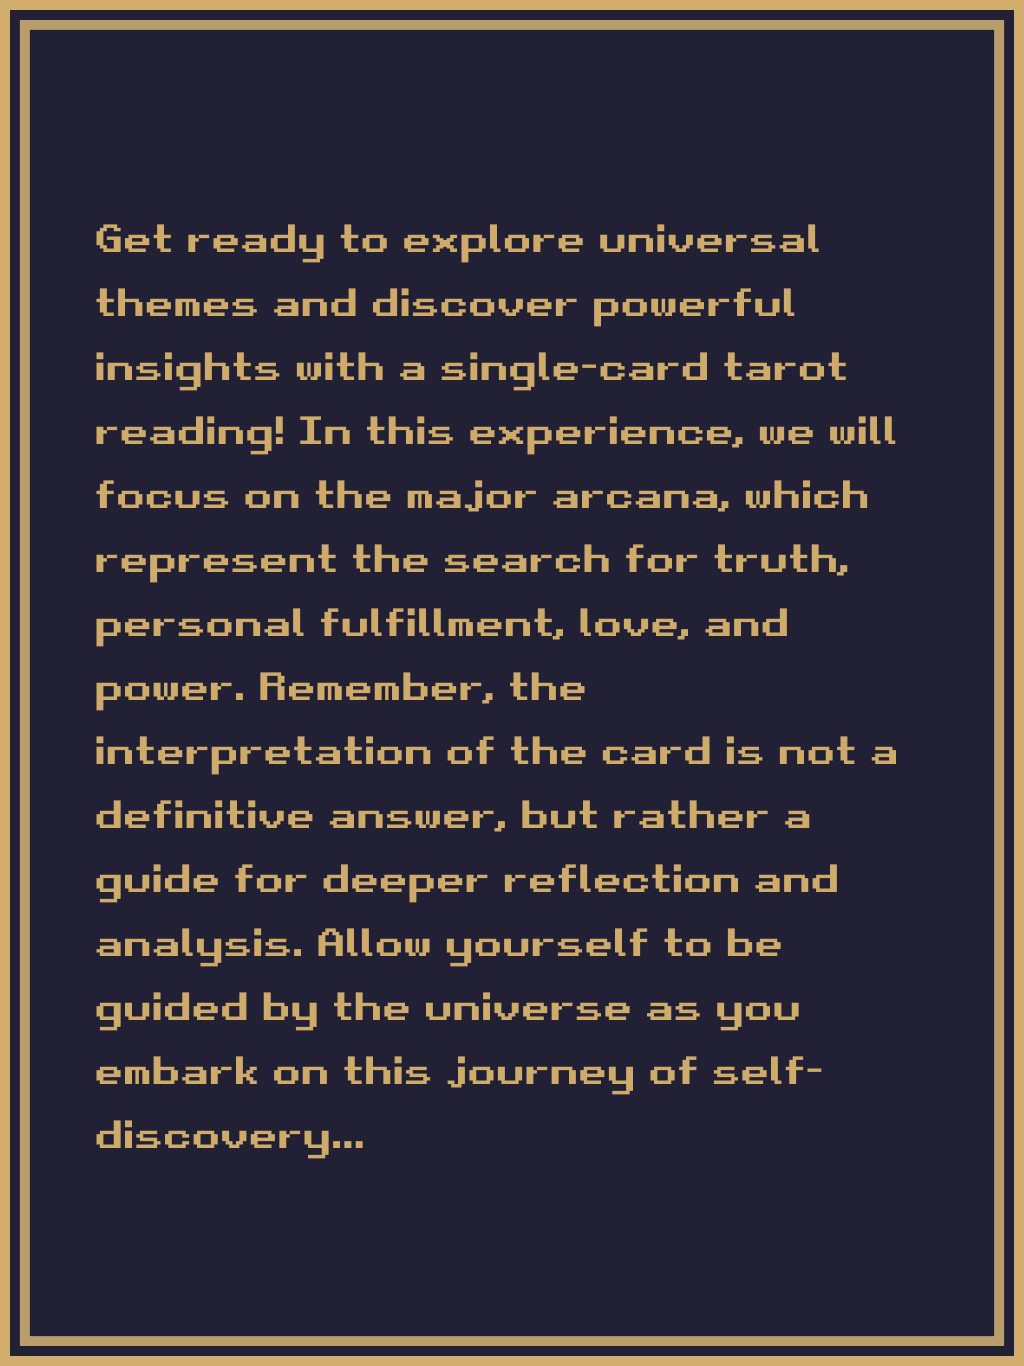 Get ready to explore universal
themes and discover powerful
insights with a single-card tarot
reading! In this experience, we will
focus on the major arcana, which
represent the search for truth,
personal fulfillment, love, and
power. Remember, the
interpretation of the card is not a
definitive answer, but rather a
guide for deeper reflection and
analysis. Allow yourself to be
guided by the universe as you
embark on this journey of self-
discovery...